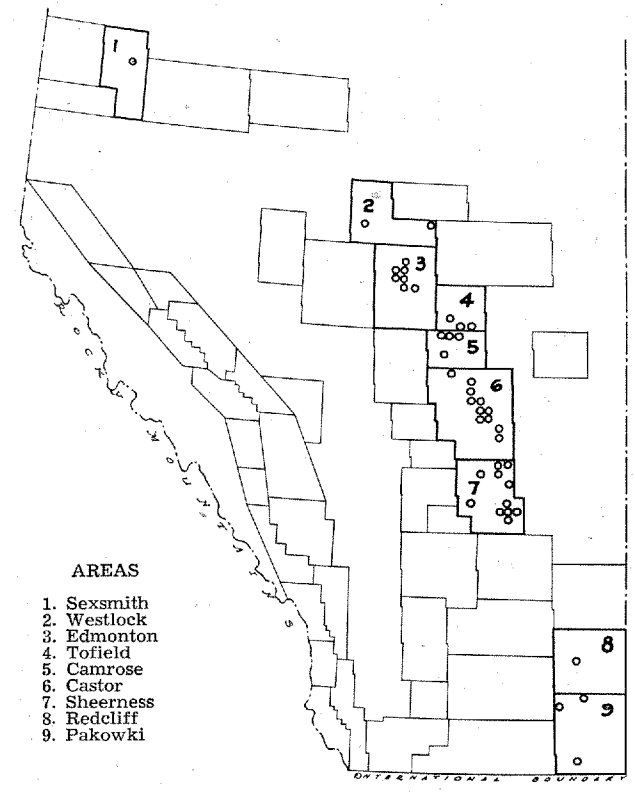 1
2
3
4
5
6
7
8
9
ROCKY MOUNTAINS
AREAS
1. Sexsmith
2. Westlock
3. Edmonton
4. Tofield
5. Camrose
6. Castor
7. Sheerness
8. Redcliff
9. Pakowki
INTERNATIONAL BOUNDARY